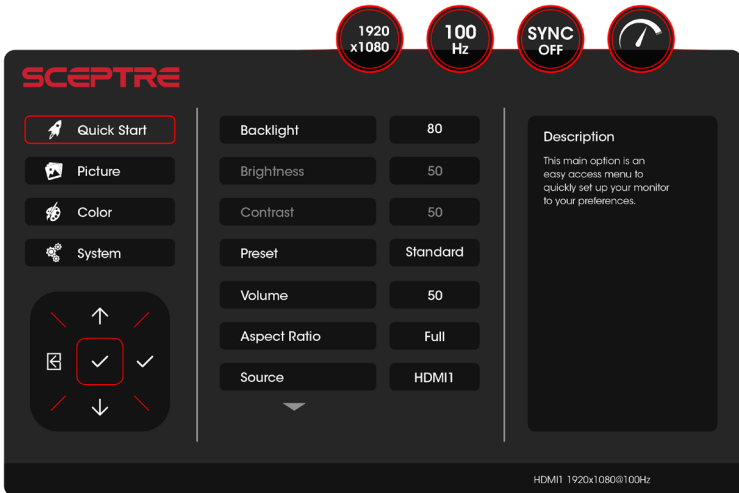 1920
x1080
100
Hz
SYNC
OFF
SCEPTRE
Quick Start
Picture
Color
System
Backlight 80
Brightness 50
Contrast 50
Preset Standard
Volume 50
Aspect Ratio Full
Source HDMI1
Description
This main option is an
easy access menu to
quickly set up your monitor
to your preferences.
HDMI1 1920x1080@100Hz